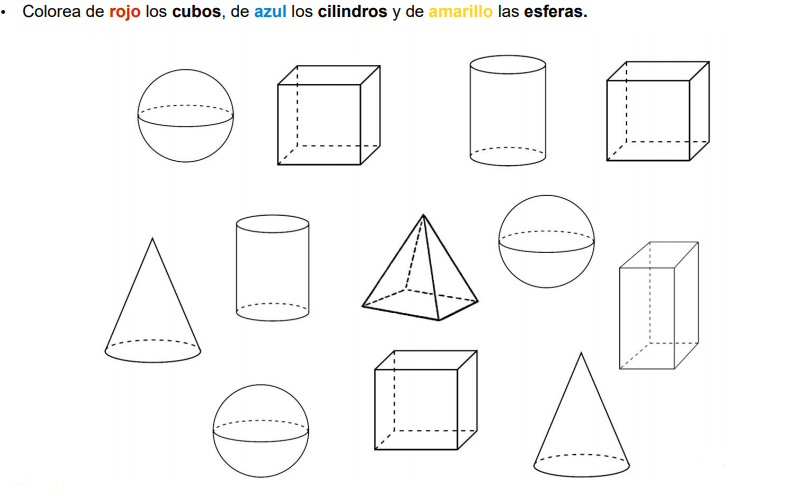 • Colorea de rojo los cubos, de azul los cilindros y de amarillo las esferas.